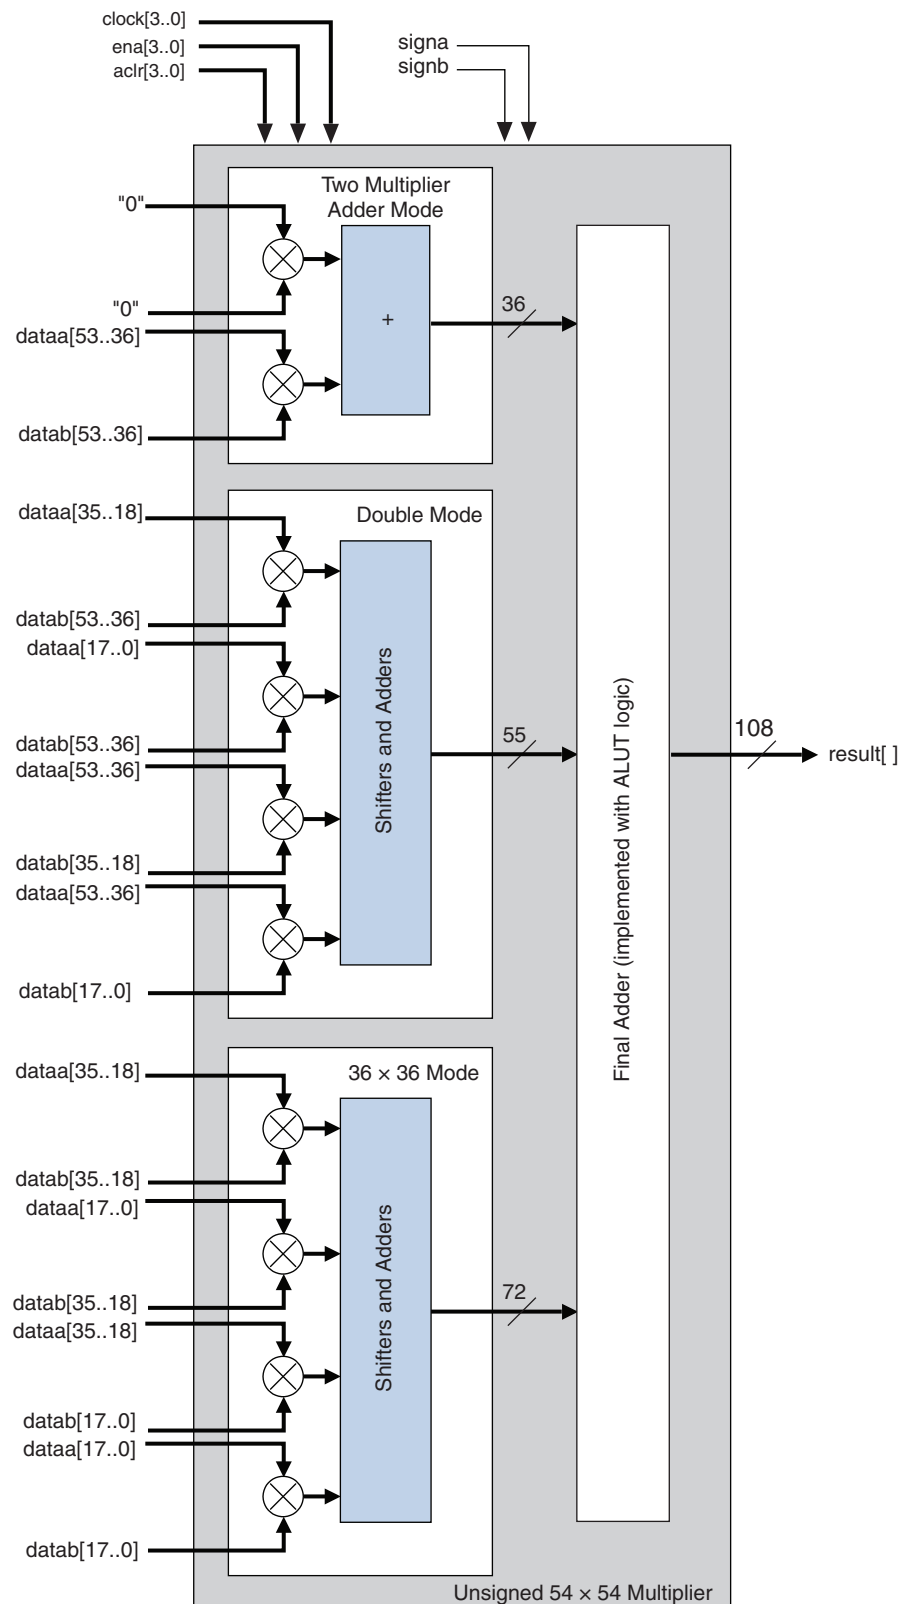 clock[3..0]
ena[3..0]
aclr[3..0]
signa
signb
Two Multiplier
Adder Mode
"0"
"0"
dataa[53..36]
datab[53..36]
+
36
Double Mode
dataa[35..18]
datab[53..36]
dataa[17..0]
datab[53..36]
dataa[53..36]
datab[35..18]
dataa[53..36]
datab[17..0]
Shifters and Adders
55
36 × 36 Mode
dataa[35..18]
datab[35..18]
dataa[17..0]
datab[35..18]
dataa[35..18]
datab[17..0]
dataa[17..0]
datab[17..0]
Shifters and Adders
72
Final Adder (implemented with ALUT logic)
108
result[ ]
Unsigned 54 × 54 Multiplier